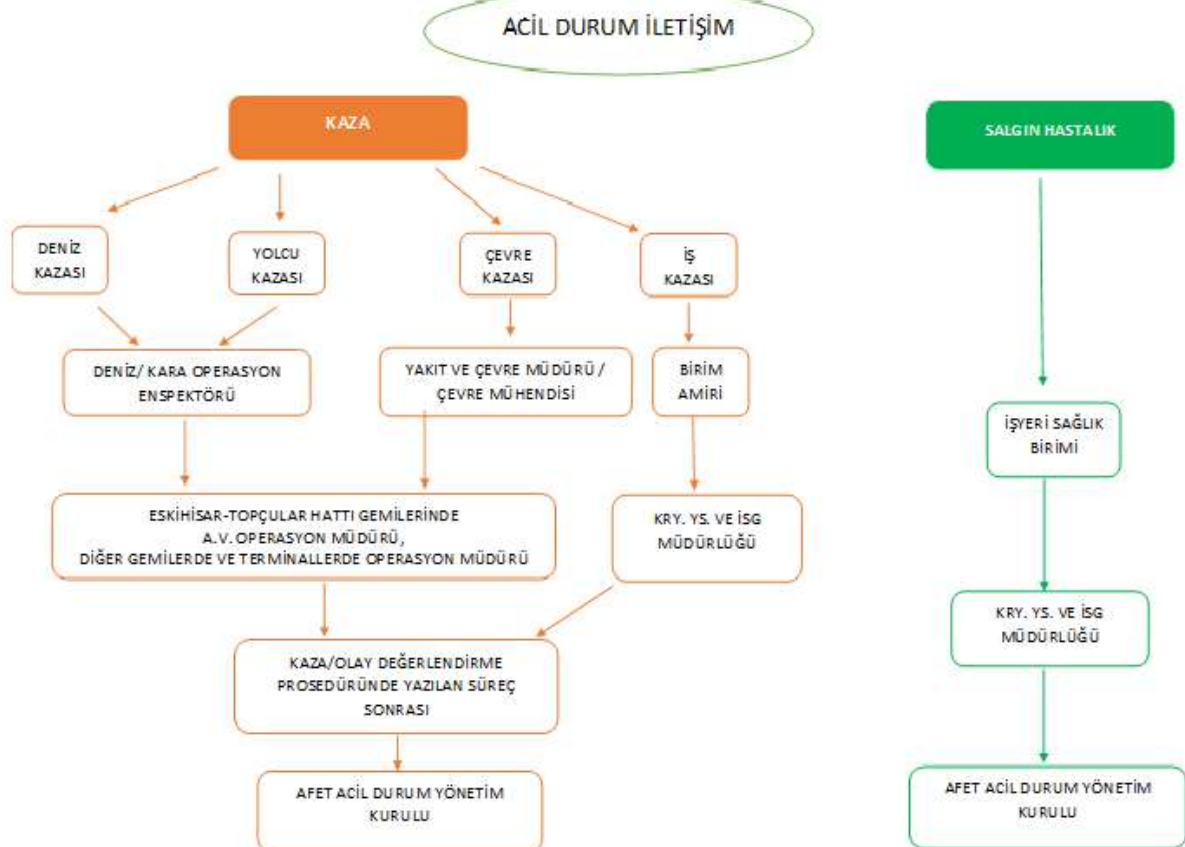 ACİL DURUM İLETİŞİM
KAZA
SALGIN HASTALIK
DENİZ
KAZASI
YOLCU
KAZASI
ÇEVRE
KAZASI
İŞ
KAZASI
DENİZ/ KARA OPERASYON
ENSPEKTÖRÜ
YAKIT VE ÇEVRE MÜDÜRÜ /
ÇEVRE MÜHENDİSİ
BİRİM
AMİRİ
İŞYERİ SAĞLIK
BİRİMİ
ESKİHİSAR-TOPÇULAR HATTI GEMİLERİNDE
A.V. OPERASYON MÜDÜRÜ,
DİĞER GEMİLERDE VE TERMİNALLERDE OPERASYON MÜDÜRÜ
KRY. YS. VE İSG
MÜDÜRLÜĞÜ
KRY. YS. VE İSG
MÜDÜRLÜĞÜ
KAZA/OLAY DEĞERLENDİRME
PROSEDÜRÜNDE YAZILAN SÜREÇ
SONRASI
AFET ACİL DURUM YÖNETİM
KURULU
AFET ACİL DURUM YÖNETİM
KURULU